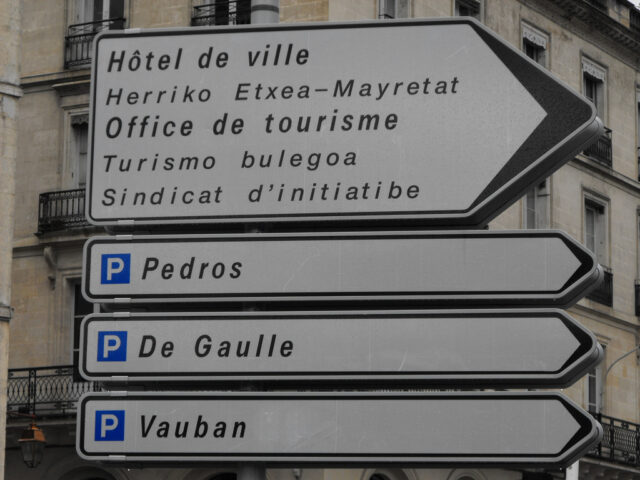 Hôtel de ville
Herriko Etxea-Mayretat
Office de tourisme
Turismo bulegoa
Sindicat d'initiatibe
P Pedros
P De Gaulle
P Vauban